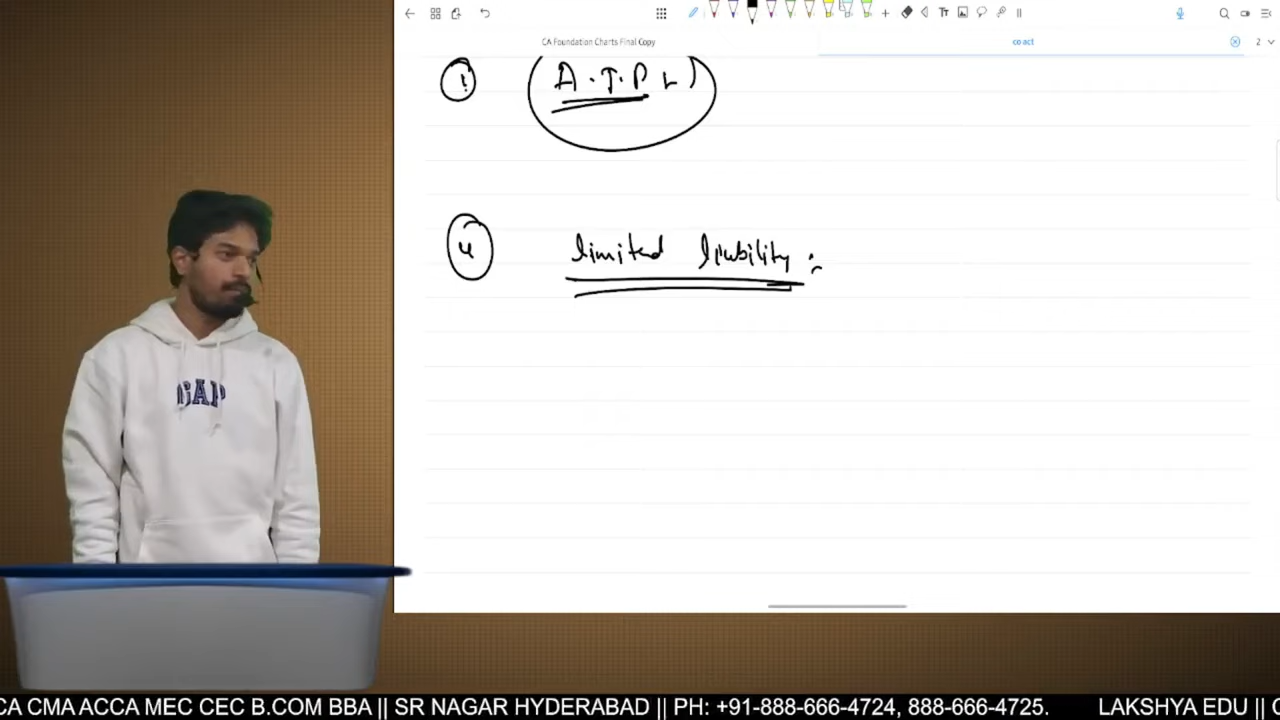 CA Foundation Charts Final Copy
co act
2
A.T.P L)
4
limited liability :-
GAP
CA CMA ACCA MEC CEC B.COM BBA || SR NAGAR HYDERABAD || PH: +91-888-666-4724, 888-666-4725. LAKSHYA EDU ||